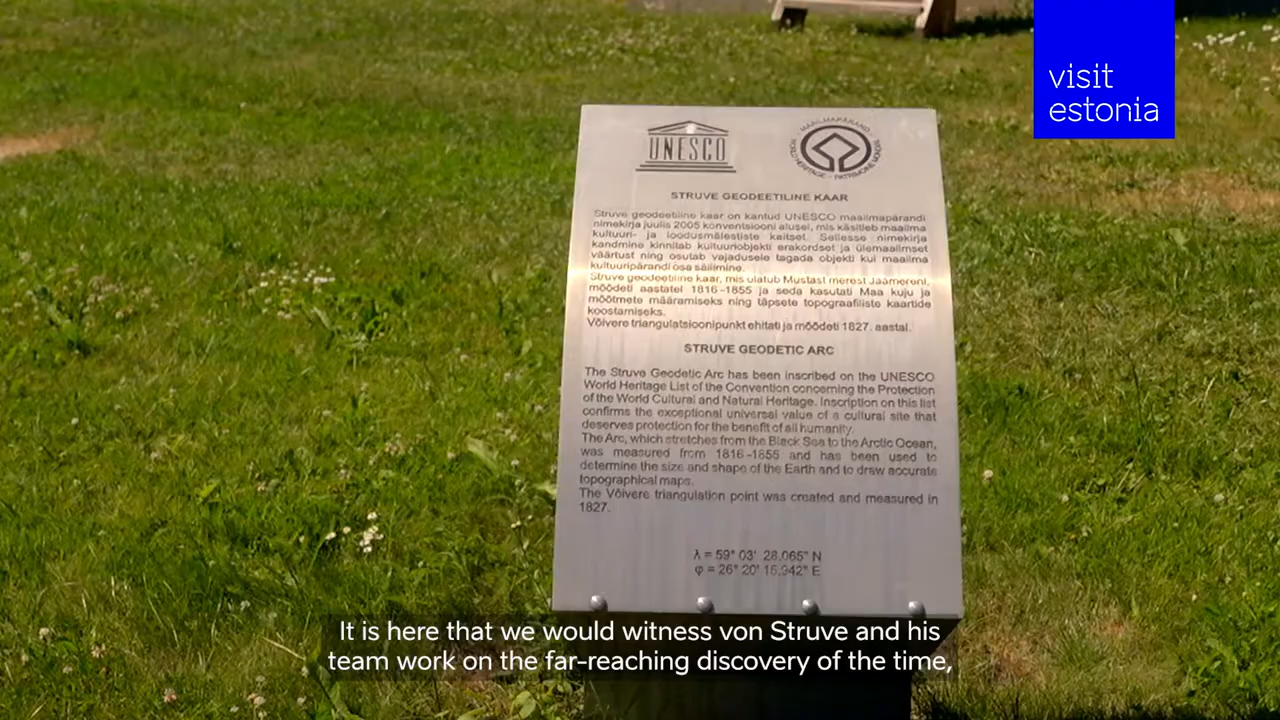 visit
estonia
UNESCO
MAAILMAPÄRAND
WORLD HERITAGE
PATRIMOINE MONDIAL
STRUVE GEODEETILINE KAAR
Struve geodeetiline kaar on kantud UNESCO maailmapärandi
nimekirja juulis 2005 konventsiooni alusel, mis käsitleb maailma
kultuuri- ja loodusmälestiste kaitset. Sellesse nimekirja
kandmine kinnitab kultuuriobjekti erakordset ja ülemaailmset
väärtust ning osutab vajadusele tagada objekti kui maailma
kultuuripärandi osa säilimine.
Struve geodeetiline kaar, mis ulatub Mustast merest Jäämereni,
mõõdeti aastatel 1816-1855 ja seda kasutati Maa kuju ja
mõõtmete määramiseks ning täpsete topograafiliste kaartide
koostamiseks.
Võivere triangulatsioonipunkt ehitati ja mõõdeti 1827. aastal.
STRUVE GEODETIC ARC
The Struve Geodetic Arc has been inscribed on the UNESCO
World Heritage List of the Convention concerning the Protection
of the World Cultural and Natural Heritage. Inscription on this list
confirms the exceptional universal value of a cultural site that
deserves protection for the benefit of all humanity.
The Arc, which stretches from the Black Sea to the Arctic Ocean,
was measured from 1816-1855 and has been used to
determine the size and shape of the Earth and to draw accurate
topographical maps.
The Võivere triangulation point was created and measured in
1827.
λ = 59° 03' 28,065" N
φ = 26° 20' 16,942" E
It is here that we would witness von Struve and his
team work on the far-reaching discovery of the time,